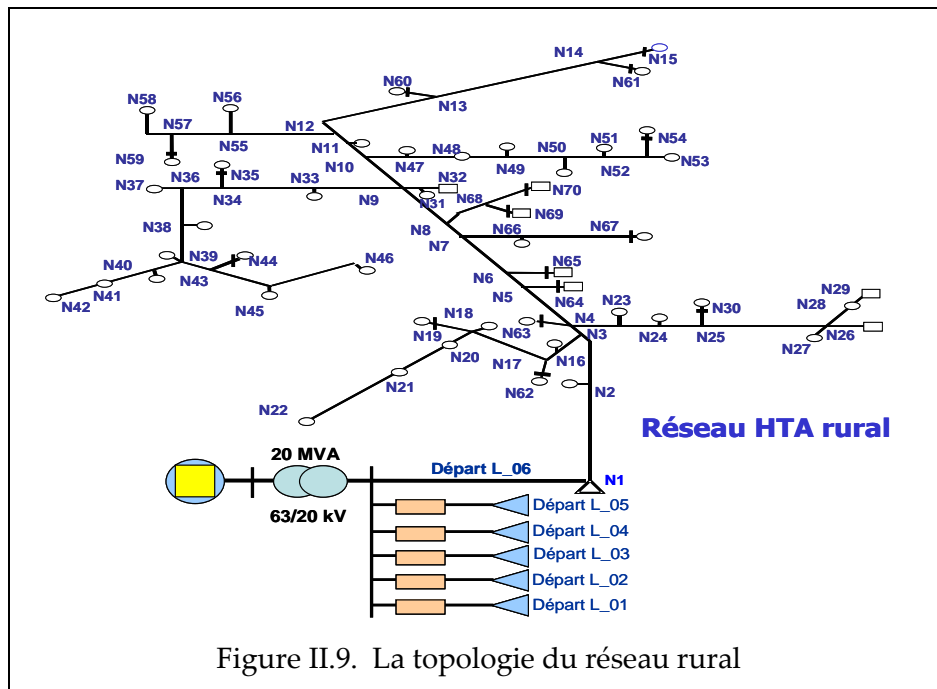 N14
N15
N60
N61
N58
N56
N13
N57
N12
N51
N54
N11
N48
N50
N55
N59
N10
N47
N49
N52
N53
N36
N35
N33
N32
N37
N70
N34
N9
N31
N68
N69
N38
N8
N66
N67
N7
N39
N44
N46
N65
N40
N43
N6
N41
N5
N64
N29
N45
N23
N30
N28
N42
N18
N63
N4
N19
N3
N24
N25
N26
N20
N17
N16
N27
N21
N62
N2
N22
Réseau HTA rural
20 MVA
Départ L_06
N1
63/20 kV
Départ L_05
Départ L_04
Départ L_03
Départ L_02
Départ L_01
Figure II.9. La topologie du réseau rural